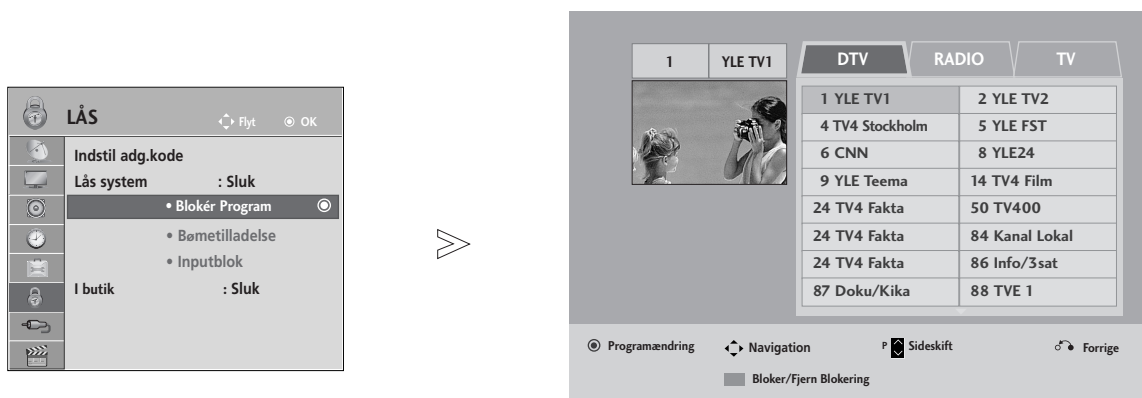 LÅS
Flyt OK
Indstil adg.kode
Lås system : Sluk
• Blokér Program
• Bømetilladelse
• Inputblok
I butik : Sluk
1 YLE TV1
DTV RADIO TV
1 YLE TV1 2 YLE TV2
4 TV4 Stockholm 5 YLE FST
6 CNN 8 YLE24
9 YLE Teema 14 TV4 Film
24 TV4 Fakta 50 TV400
24 TV4 Fakta 84 Kanal Lokal
24 TV4 Fakta 86 Info/3sat
87 Doku/Kika 88 TVE 1
Programændring Navigation P Sideskift Forrige
Bloker/Fjern Blokering